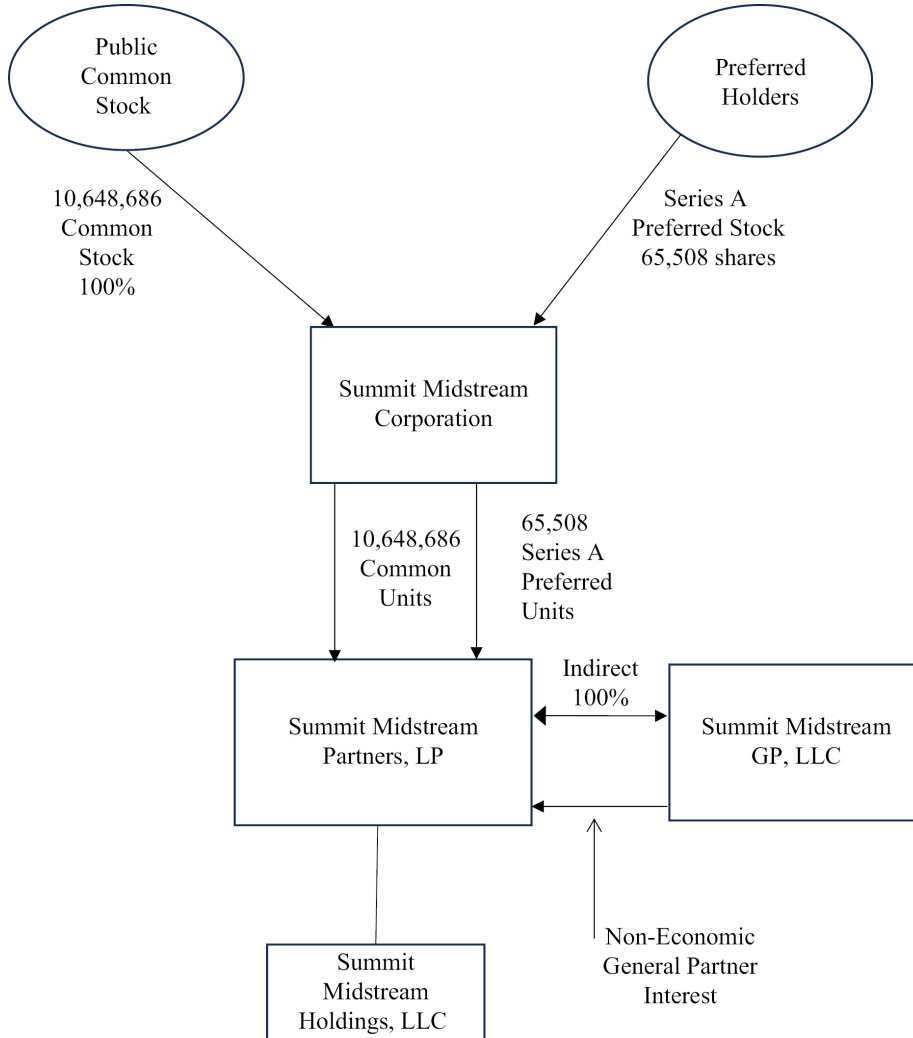 Public
Common
Stock
Preferred
Holders
10,648,686
Common
Stock
100%
Series A
Preferred Stock
65,508 shares
Summit Midstream
Corporation
10,648,686
Common
Units
65,508
Series A
Preferred
Units
Indirect
100%
Summit Midstream
Partners, LP
Summit Midstream
GP, LLC
Non-Economic
General Partner
Interest
Summit
Midstream
Holdings, LLC